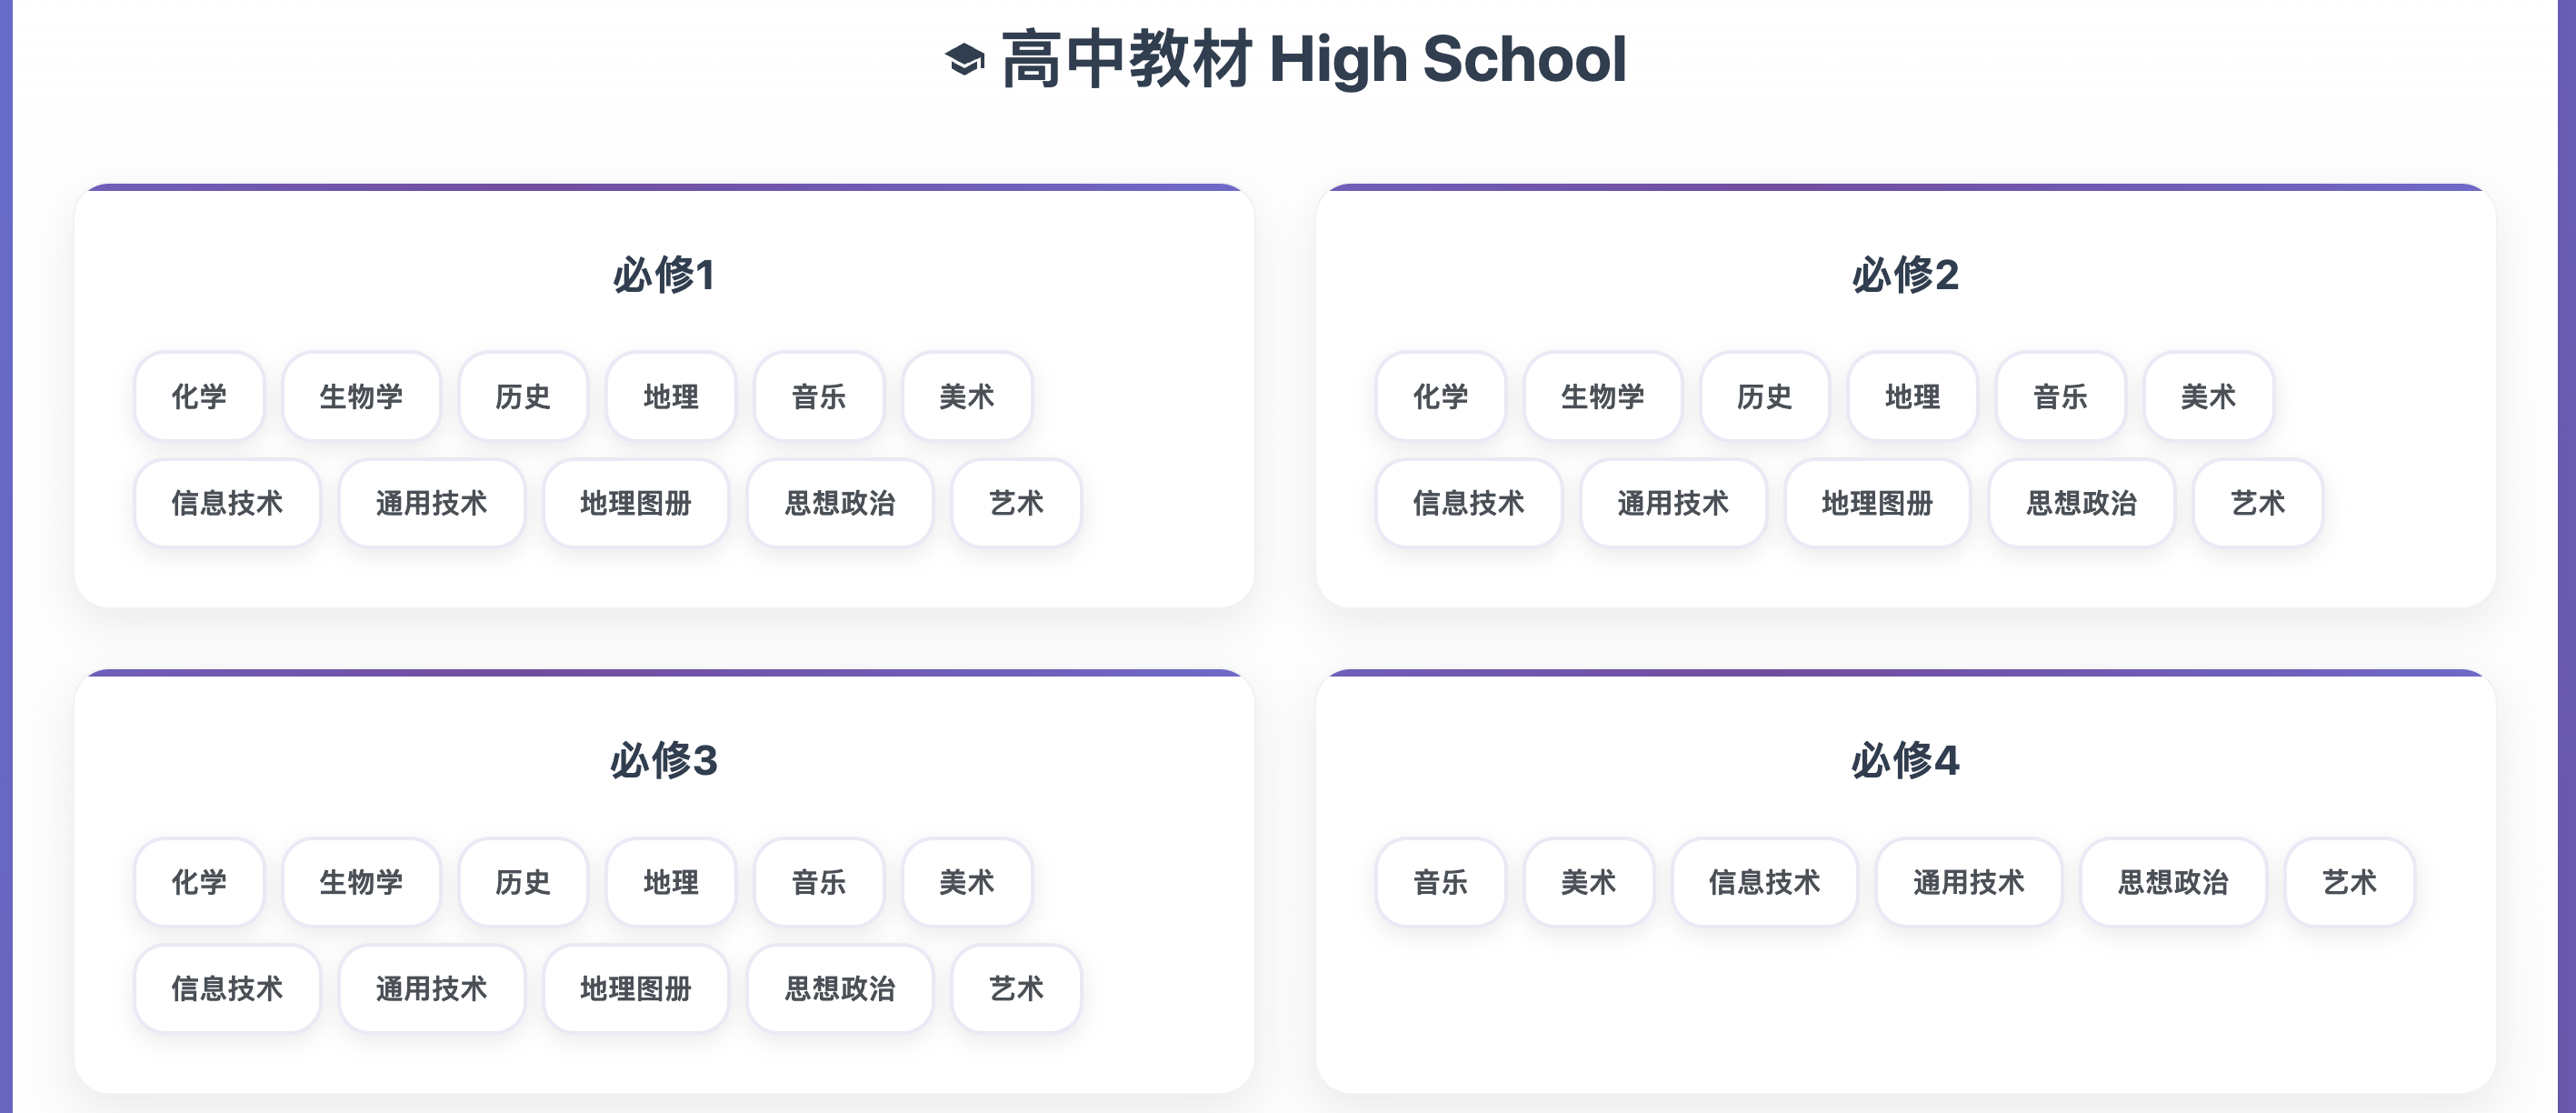 高中教材 High School
必修1
化学 生物学 历史 地理 音乐 美术
信息技术 通用技术 地理图册 思想政治 艺术
必修2
化学 生物学 历史 地理 音乐 美术
信息技术 通用技术 地理图册 思想政治 艺术
必修3
化学 生物学 历史 地理 音乐 美术
信息技术 通用技术 地理图册 思想政治 艺术
必修4
音乐 美术 信息技术 通用技术 思想政治 艺术